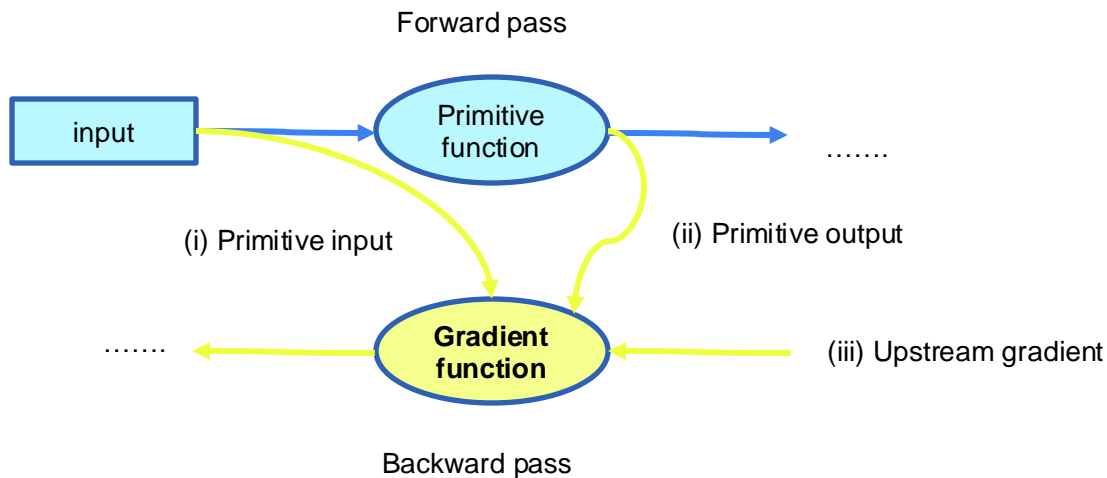 Forward pass
input
Primitive
function
…….
(i) Primitive input
(ii) Primitive output
…….
Gradient
function
(iii) Upstream gradient
Backward pass